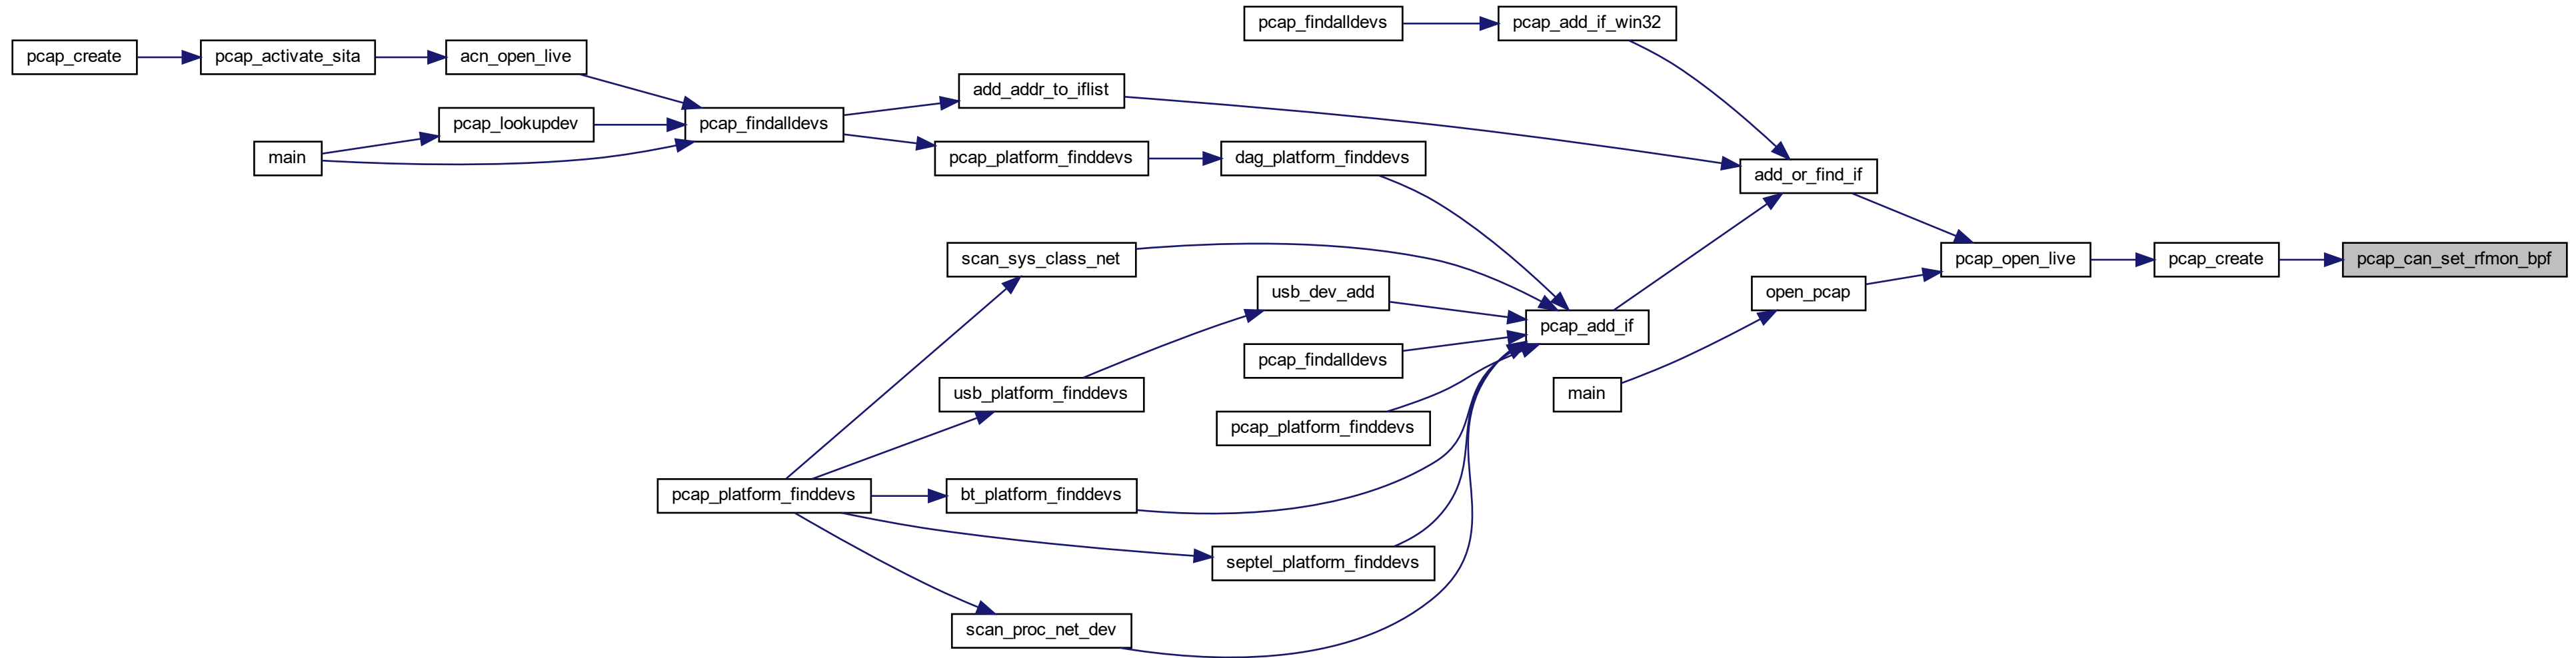 pcap_findalldevs
pcap_add_if_win32
pcap_create
pcap_activate_sita
acn_open_live
add_addr_to_iflist
pcap_lookupdev
pcap_findalldevs
main
pcap_platform_finddevs
dag_platform_finddevs
add_or_find_if
scan_sys_class_net
pcap_open_live
pcap_create
pcap_can_set_rfmon_bpf
usb_dev_add
open_pcap
pcap_add_if
pcap_findalldevs
usb_platform_finddevs
main
pcap_platform_finddevs
pcap_platform_finddevs
bt_platform_finddevs
septel_platform_finddevs
scan_proc_net_dev